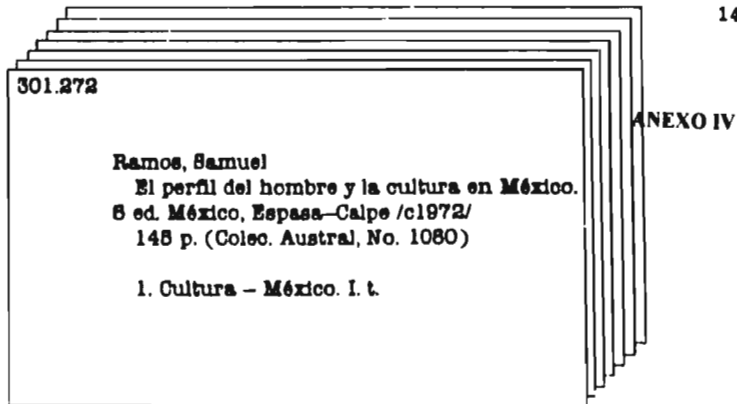 14
301.272
ANEXO IV
Ramos, Samuel
El perfil del hombre y la cultura en México.
6 ed. México, Espasa-Calpe /c1972/
145 p. (Colec. Austral, No. 1080)
1. Cultura – México. I. t.